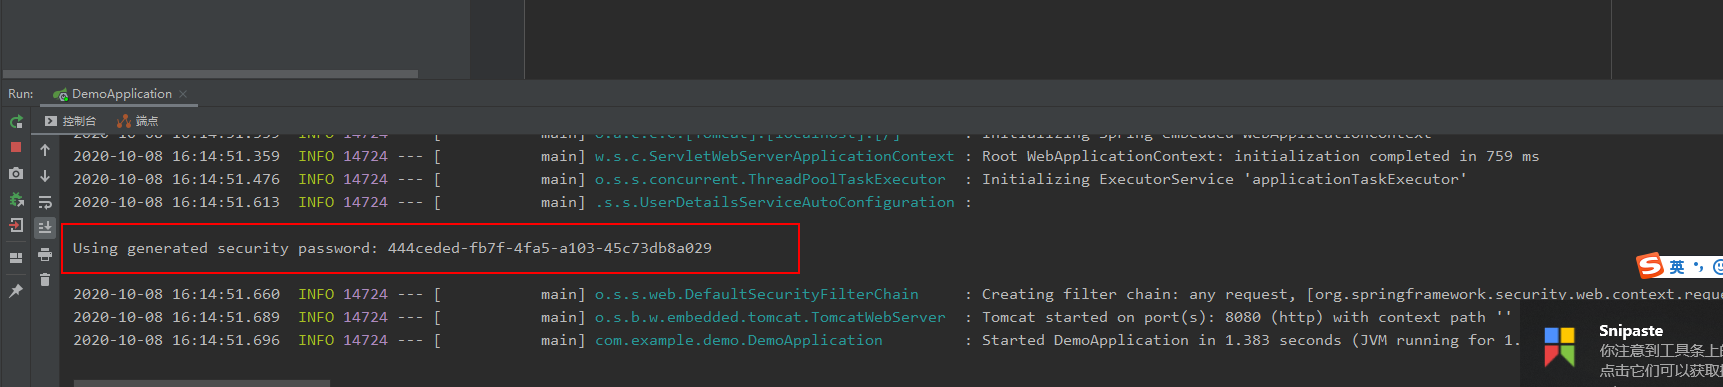 Run: DemoApplication
控制台 端点
2020-10-08 16:14:51.359 INFO 14724 --- [ main] w.s.c.ServletWebServerApplicationContext : Root WebApplicationContext: initialization completed in 759 ms
2020-10-08 16:14:51.476 INFO 14724 --- [ main] o.s.s.concurrent.ThreadPoolTaskExecutor : Initializing ExecutorService 'applicationTaskExecutor'
2020-10-08 16:14:51.613 INFO 14724 --- [ main] .s.s.UserDetailsServiceAutoConfiguration :
Using generated security password: 444ceded-fb7f-4fa5-a103-45c73db8a029
英
2020-10-08 16:14:51.660 INFO 14724 --- [ main] o.s.s.web.DefaultSecurityFilterChain : Creating filter chain: any request, [org.springframework.security.web.context.reque
2020-10-08 16:14:51.689 INFO 14724 --- [ main] o.s.b.w.embedded.tomcat.TomcatWebServer : Tomcat started on port(s): 8080 (http) with context path ''
2020-10-08 16:14:51.696 INFO 14724 --- [ main] com.example.demo.DemoApplication : Started DemoApplication in 1.383 seconds (JVM running for 1.
Snipaste
你注意到工具条上的
点击它们可以获取